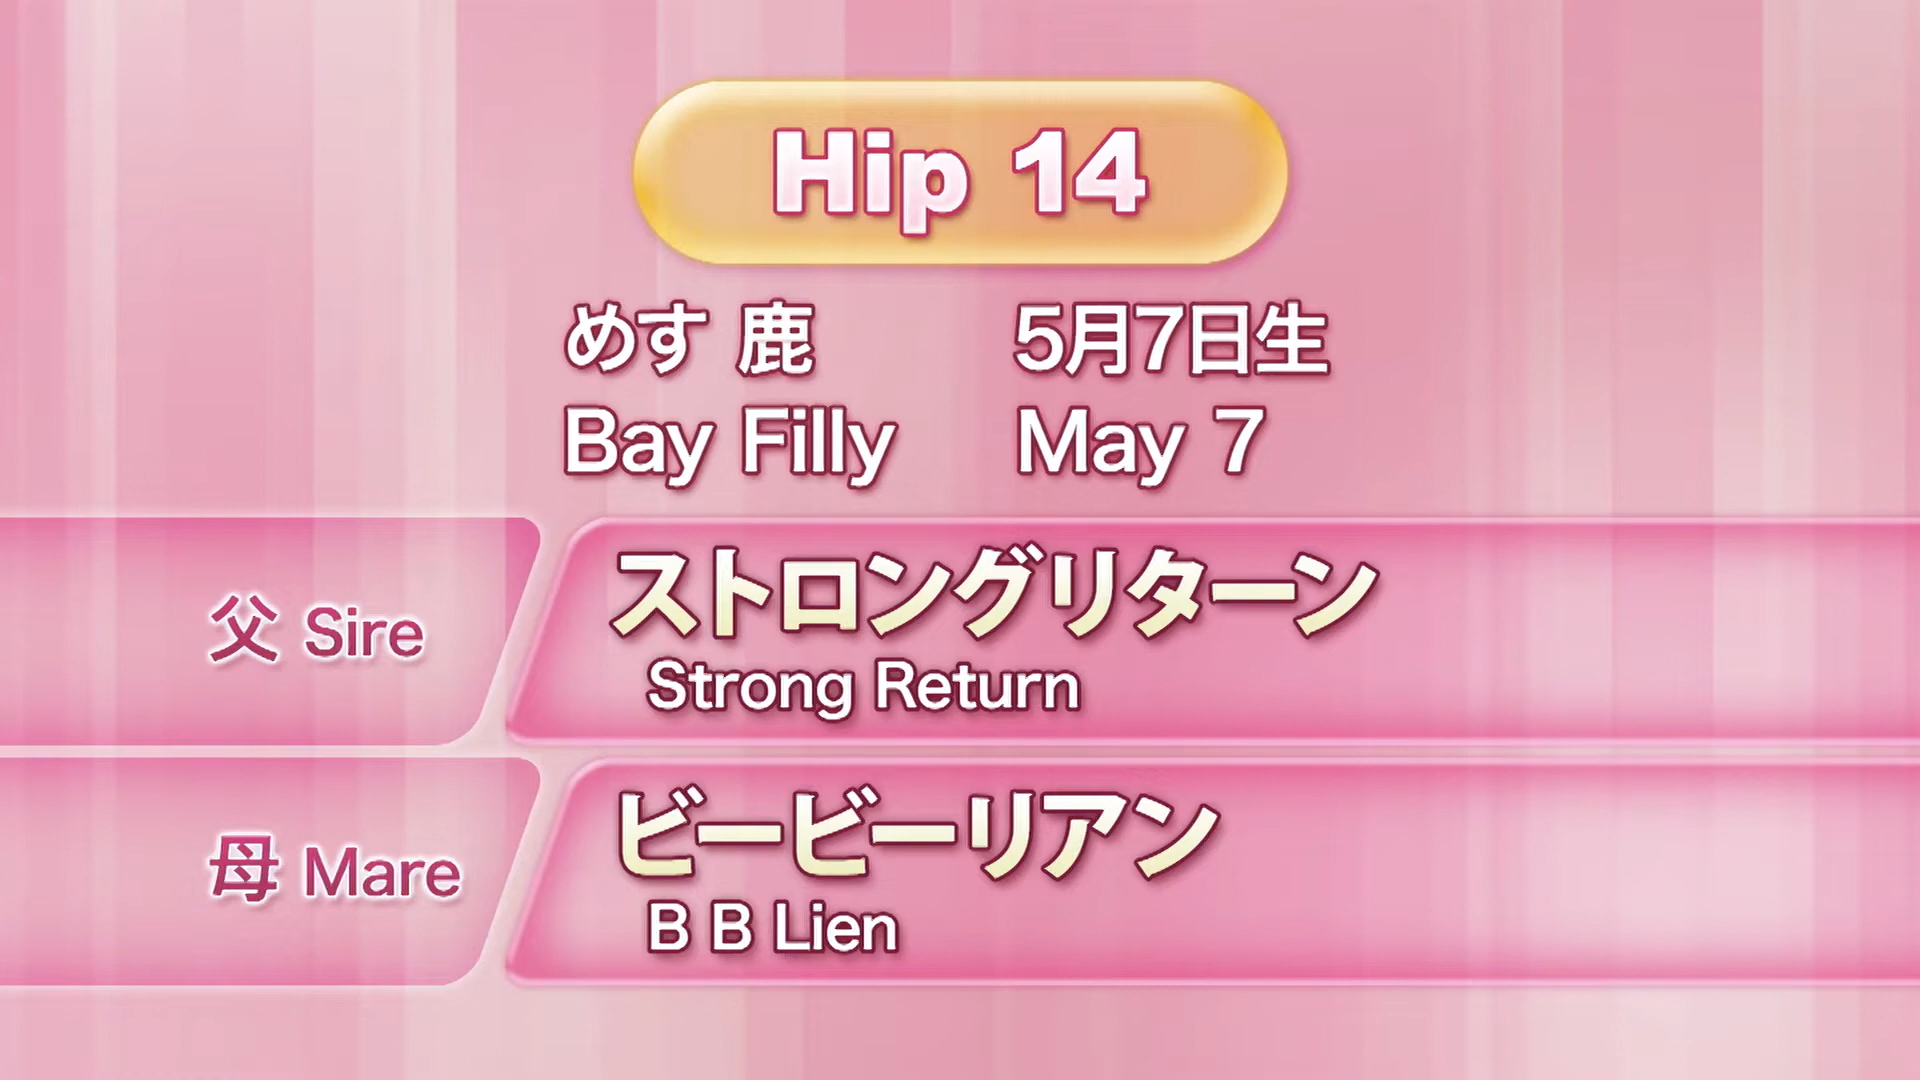 Hip 14
めす 鹿 5月7日生
Bay Filly May 7
父 Sire
ストロングリターン
Strong Return
母 Mare
ビービーリアン
B B Lien